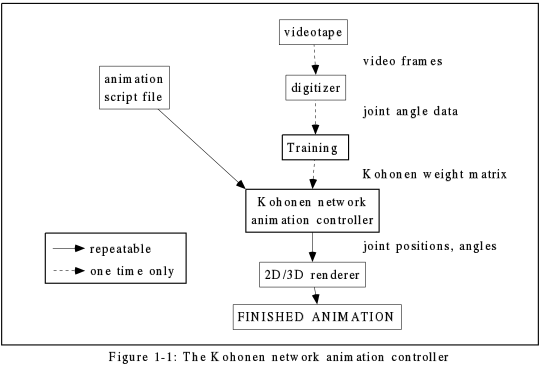 videotape
video frames
animation
script file
digitizer
joint angle data
Training
Kohonen weight matrix
Kohonen network
animation controller
repeatable
one time only
joint positions, angles
2D/3D renderer
FINISHED ANIMATION
Figure 1-1: The Kohonen network animation controller